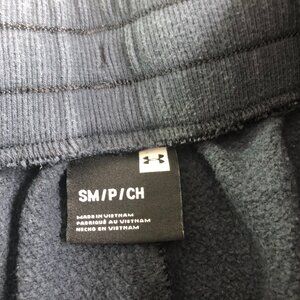 SM/P/CH
MADE IN VIETNAM
FABRIQUÉ AU VIETNAM
HECHO EN VIETNAM